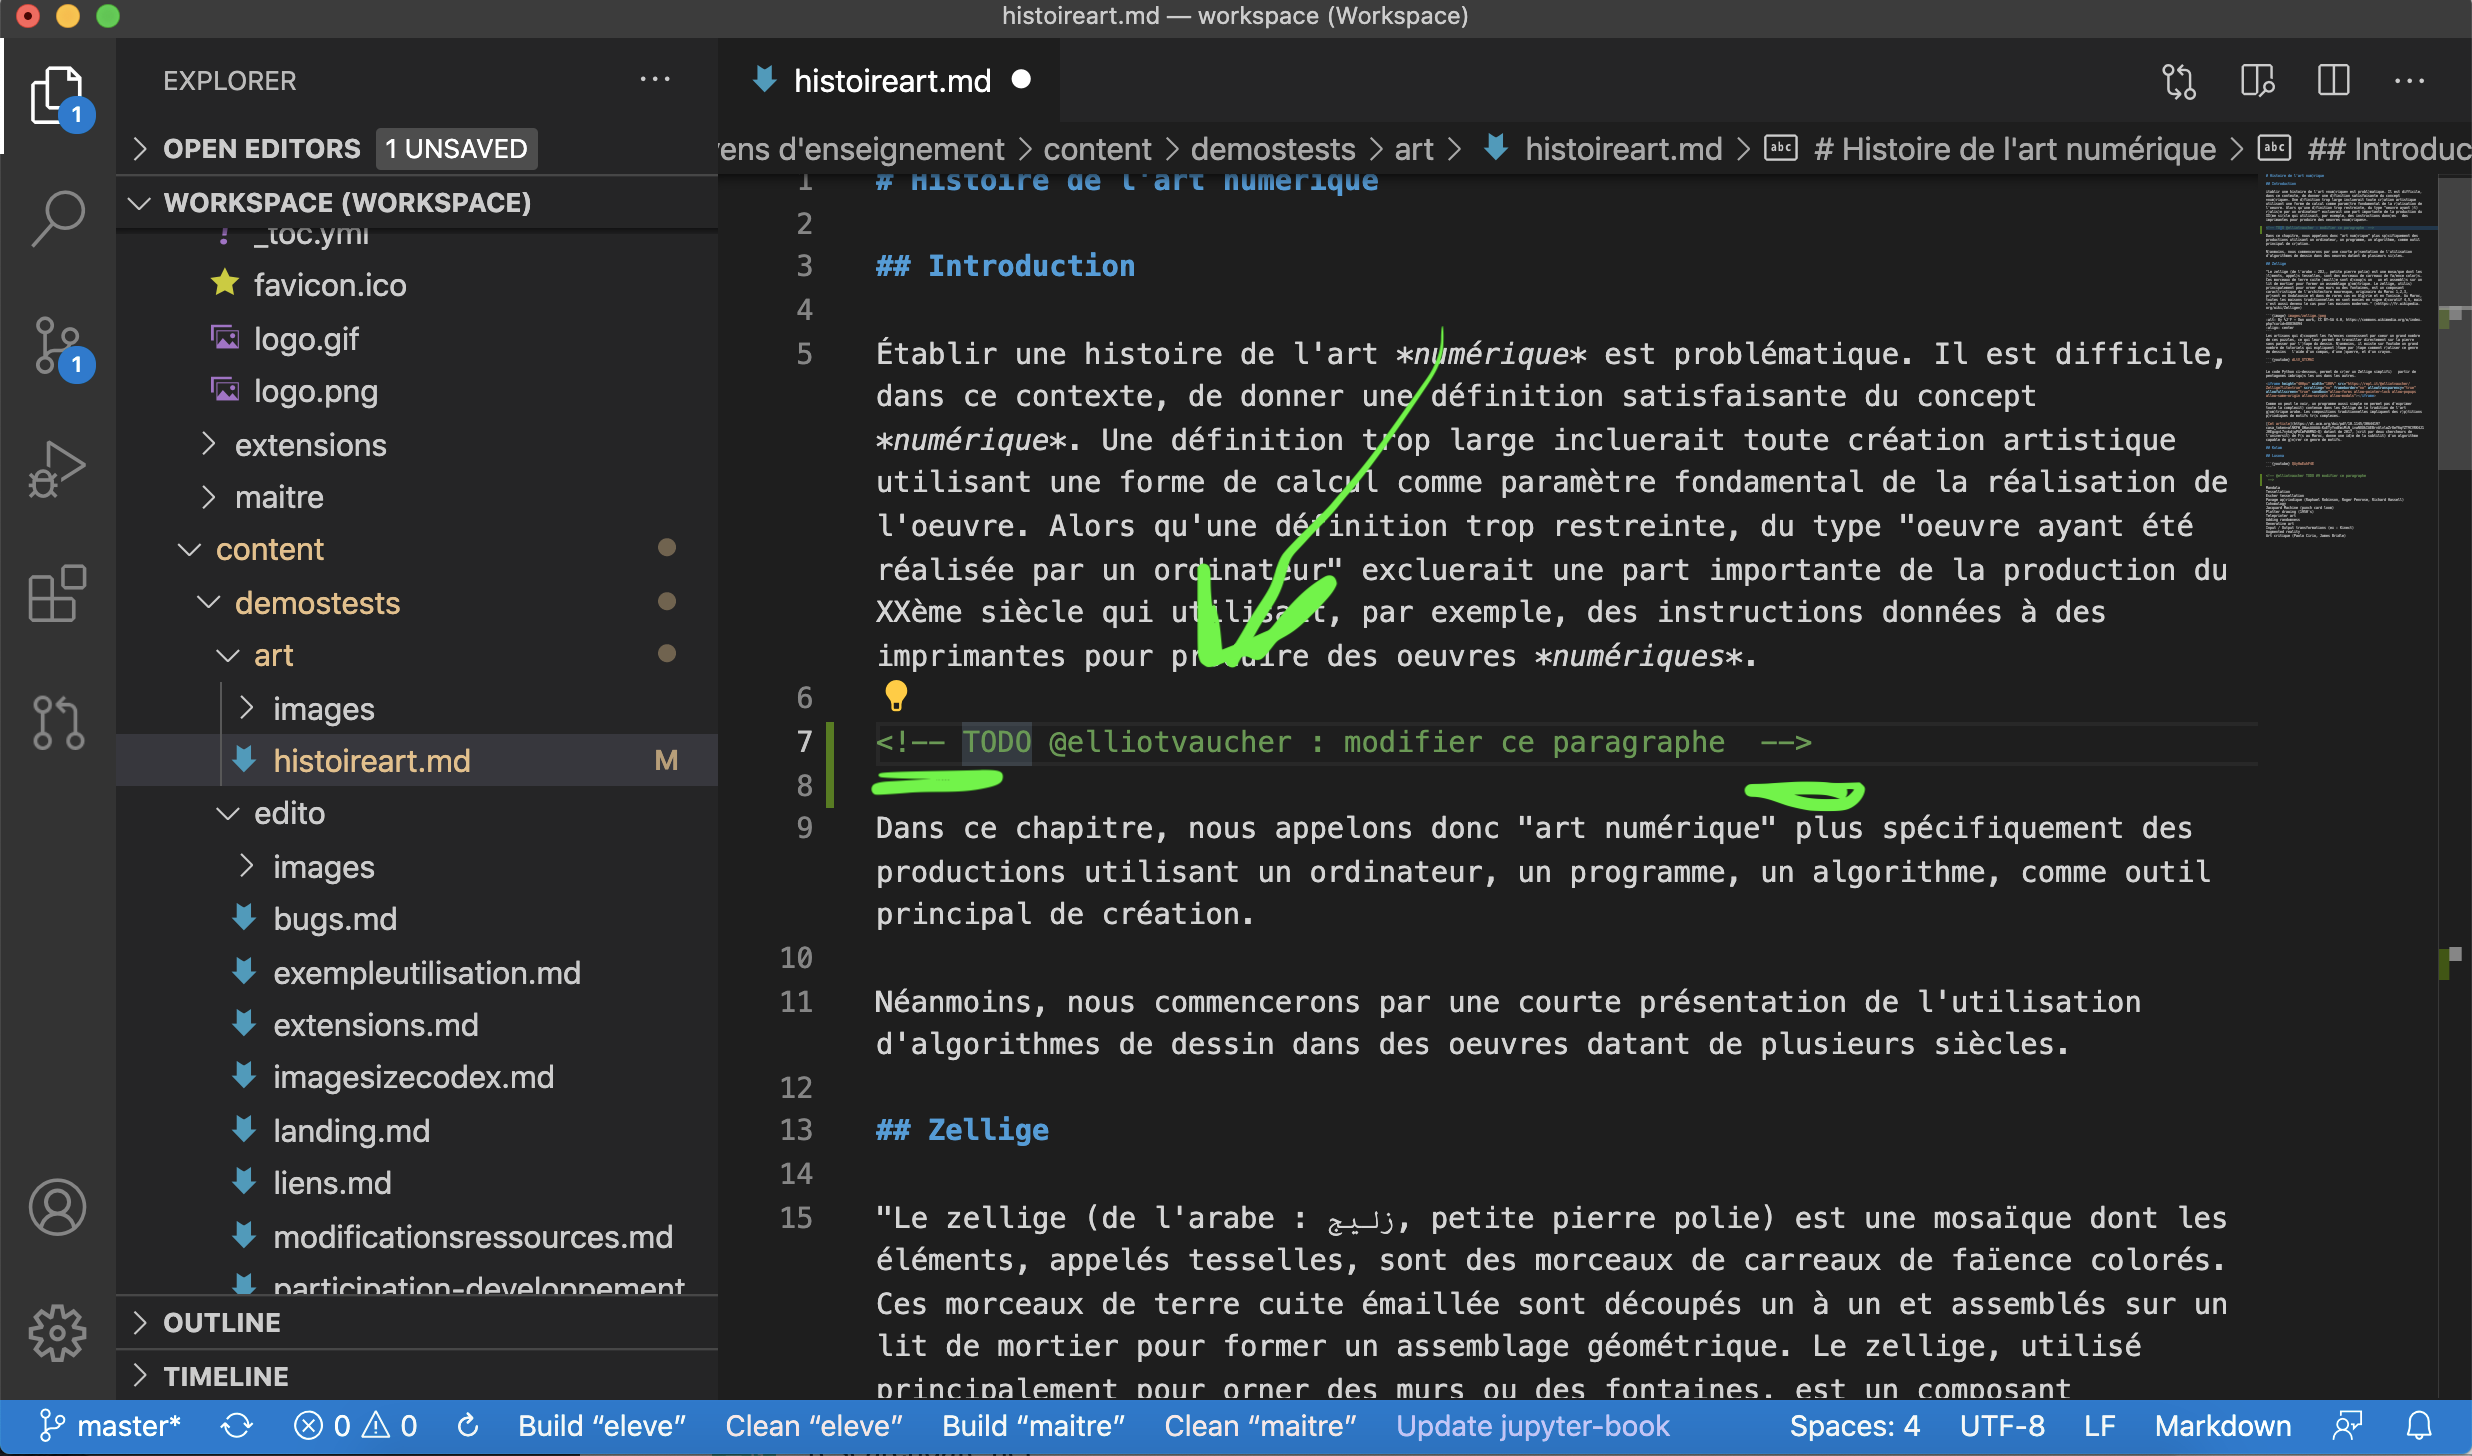 histoireart.md — workspace (Workspace)
EXPLORER
OPEN EDITORS 1 UNSAVED
WORKSPACE (WORKSPACE)
_toc.yml
favicon.ico
logo.gif
logo.png
extensions
maitre
content
demostests
art
images
histoireart.md M
edito
images
bugs.md
exempleutilisation.md
extensions.md
imagesizecodex.md
landing.md
liens.md
modificationsressources.md
participation-developpement
OUTLINE
TIMELINE
1
1
histoireart.md
ens d'enseignement > content > demostests > art > histoireart.md > # Histoire de l'art numérique > ## Introduc
1 # Histoire de l'art numérique
2
3 ## Introduction
4
5 Établir une histoire de l'art *numérique* est problématique. Il est difficile,
dans ce contexte, de donner une définition satisfaisante du concept
*numérique*. Une définition trop large incluerait toute création artistique
utilisant une forme de calcul comme paramètre fondamental de la réalisation de
l'oeuvre. Alors qu'une définition trop restreinte, du type "oeuvre ayant été
réalisée par un ordinateur" excluerait une part importante de la production du
XXème siècle qui utilisait, par exemple, des instructions données à des
imprimantes pour produire des oeuvres *numériques*.
6
7 <!-- TODO @elliotvaucher : modifier ce paragraphe  -->
8
9 Dans ce chapitre, nous appelons donc "art numérique" plus spécifiquement des
productions utilisant un ordinateur, un programme, un algorithme, comme outil
principal de création.
10
11 Néanmoins, nous commencerons par une courte présentation de l'utilisation
d'algorithmes de dessin dans des oeuvres datant de plusieurs siècles.
12
13 ## Zellige
14
15 "Le zellige (de l'arabe : زليج, petite pierre polie) est une mosaïque dont les
éléments, appelés tesselles, sont des morceaux de carreaux de faïence colorés.
Ces morceaux de terre cuite émaillée sont découpés un à un et assemblés sur un
lit de mortier pour former un assemblage géométrique. Le zellige, utilisé
principalement pour orner des murs ou des fontaines, est un composant
master* 0 0 Build “eleve” Clean “eleve” Build “maitre” Clean “maitre” Update jupyter-book Spaces: 4 UTF-8 LF Markdown